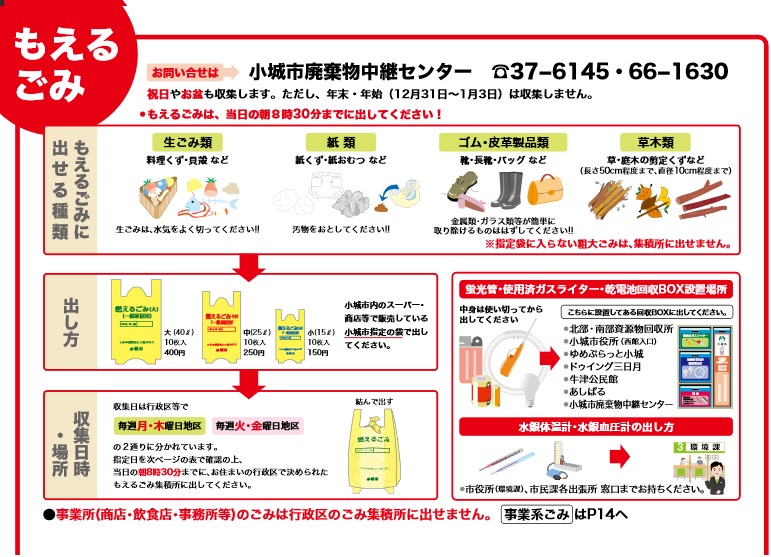 もえる
ごみ
お問い合せは 小城市廃棄物中継センター ☎37−6145・66−1630
祝日やお盆も収集します。ただし、年末・年始（12月31日〜1月3日）は収集しません。
●もえるごみは、当日の朝8時30分までに出してください！
もえるごみに
出せる種類
生ごみ類
料理くず・貝殻 など
生ごみは、水気をよく切ってください!!
紙 類
紙くず・紙おむつ など
汚物をおとしてください!!
ゴム・皮革製品類
靴・長靴・バッグ など
金属類・ガラス類等が簡単に
取り除けるものははずしてください!!
草木類
草・庭木の剪定くずなど
（長さ50cm程度まで、直径10cm程度まで）
※指定袋に入らない粗大ごみは、集積所に出せません。
出し方
燃えるごみ(大)
(一般家庭用)
小城市
大（40ℓ）
10枚入
400円
中(25ℓ)
10枚入
250円
小(15ℓ)
10枚入
150円
小城市内のスーパー・
商店等で販売している
小城市指定の袋で出し
てください。
収集日時
・場所
収集日は行政区等で
毎週月・木曜日地区 毎週火・金曜日地区
の２通りに分かれています。
指定日を次ページの表で確認の上、
当日の朝8時30分までに、お住まいの行政区で決められた
もえるごみ集積所に出してください。
結んで出す
燃えるごみ
小城市
蛍光管・使用済ガスライター・乾電池回収BOX設置場所
中身は使い切ってから
出してください
こちらに設置してある回収BOXに出してください。
●北部・南部資源物回収所
●小城市役所（西館入口）
●ゆめぷらっと小城
●ドゥイング三日月
●牛津公民館
●あしぱる
●小城市廃棄物中継センター
水銀体温計・水銀血圧計の出し方
3 環境課
●市役所（環境課）、市民課各出張所 窓口までお持ちください。
●事業所(商店・飲食店・事務所等)のごみは行政区のごみ集積所に出せません。 事業系ごみ はP14へ